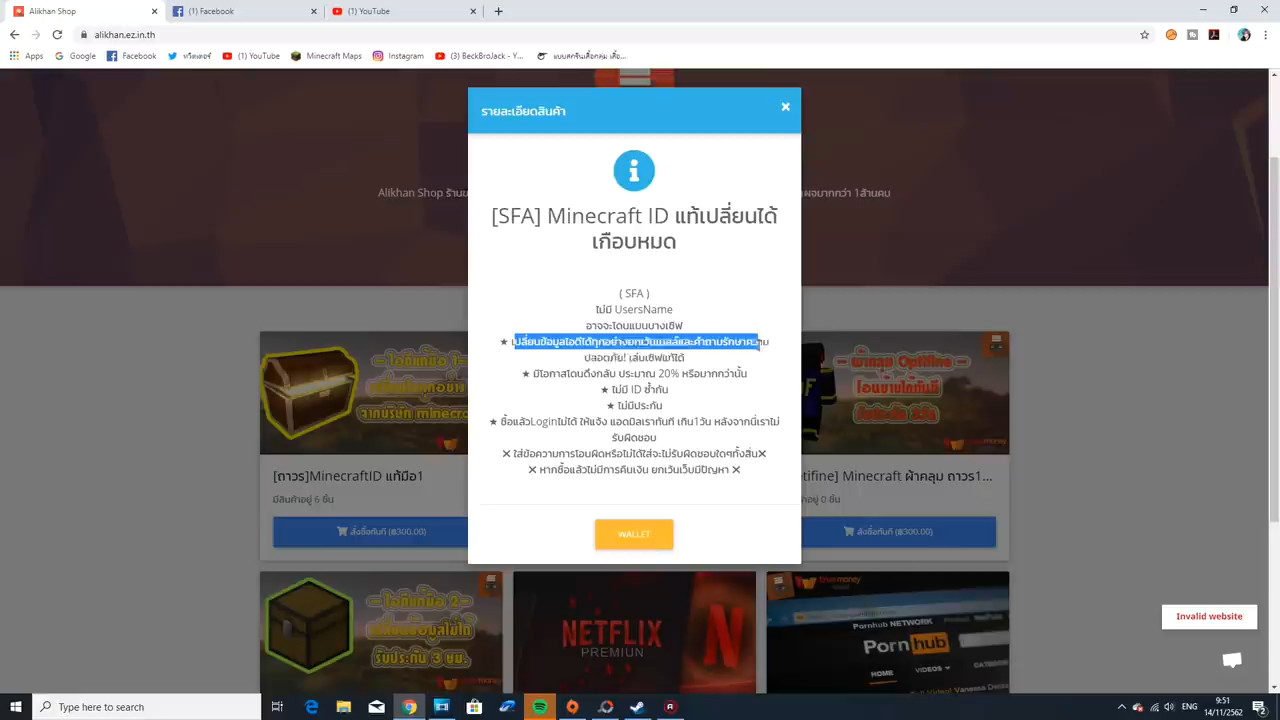 Alikhan Shop
Facebook
YouTube
alikhan.ez.in.th
Apps
Google
Facebook
ทวิตเตอร์
(1) YouTube
Minecraft Maps
Instagram
(3) BeckBroJack - Y...
รายละเอียดสินค้า
[SFA] Minecraft ID แท้เปลี่ยนได้
เกือบหมด
Alikhan Shop
( SFA )
ไม่มี UsersName
อาจจะโดนแบนบางเซิฟ
★ เปลี่ยนข้อมูลไอดีได้ทุกอย่างยกเว้นเมลล์และคำถามรักษาความ
ปลอดภัย! เล่นเซิฟแท้ได้
★ มีโอกาสโดนดึงกลับ ประมาณ 20% หรือมากกว่านั้น
★ ไม่มี ID ซ้ำกัน
★ ไม่มีประกัน
★ ซื้อแล้วLoginไม่ได้ ให้แจ้ง แอดมิลเราทันที เกิน1วัน หลังจากนี่เราไม่
รับผิดชอบ
❌ ใส่ข้อความการโอนผิดหรือไม่ได้ใส่จะไม่รับผิดชอบใดๆทั้งสิ้น❌
❌ หากซื้อแล้วไม่มีการคืนเงิน ยกเว้นเว็บมีปัญหา ❌
WALLET
[ถาวร]MinecraftID แท้มือ1
มีสินค้าอยู่ 6 ชิ้น
สั่งซื้อทันที (฿300.00)
ผ้าคลุม Optifine
tifine] Minecraft ผ้าคลุม ถาวร1...
อยู่ 0 ชิ้น
สั่งซื้อทันที (฿300.00)
รับประกัน 3 ชม.
NETFLIX
PREMIUN
Pornhub NETWORK
Pornhub
HOME
VIDEOS
Invalid website
Type here to search
ENG
9:51
14/11/2562